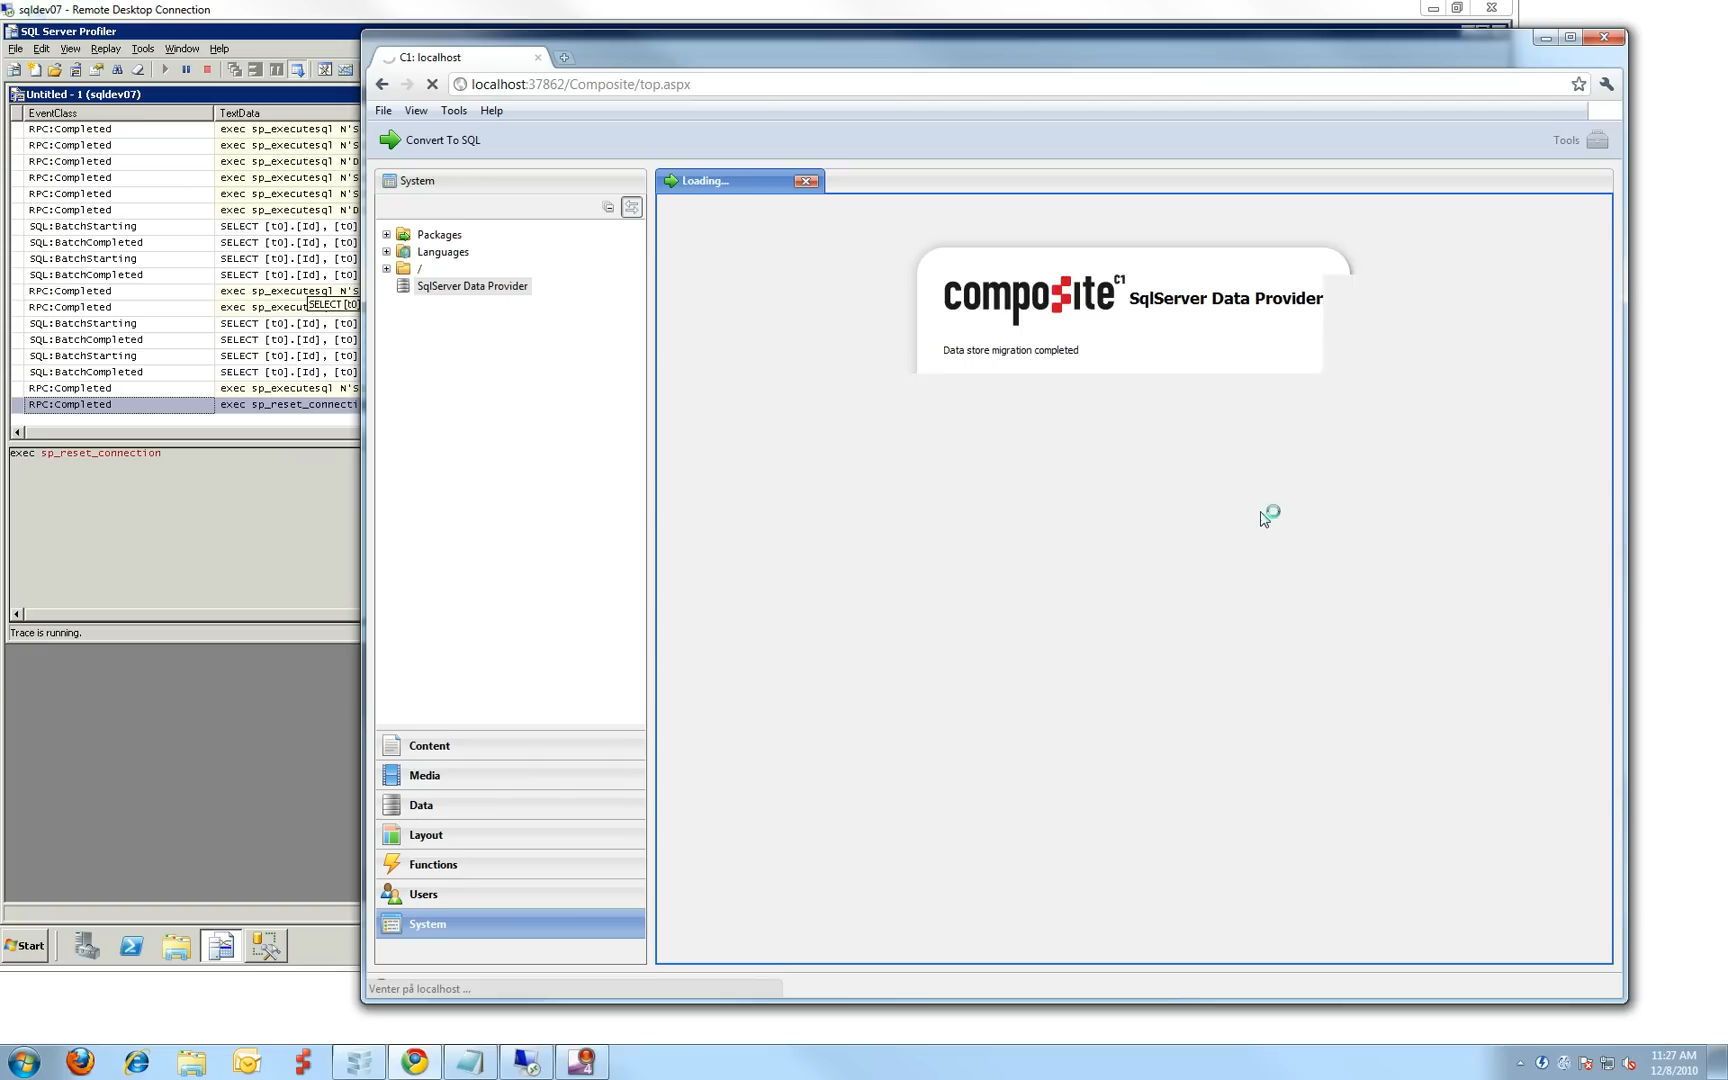 sqldev07 - Remote Desktop Connection
SQL Server Profiler
File Edit View Replay Tools Window Help
Untitled - 1 (sqldev07)
EventClass TextData
RPC:Completed exec sp_executesql N'S
RPC:Completed exec sp_executesql N'S
RPC:Completed exec sp_executesql N'D
RPC:Completed exec sp_executesql N'S
RPC:Completed exec sp_executesql N'S
RPC:Completed exec sp_executesql N'D
SQL:BatchStarting SELECT [t0].[Id], [t0]
SQL:BatchCompleted SELECT [t0].[Id], [t0]
SQL:BatchStarting SELECT [t0].[Id], [t0]
SQL:BatchCompleted SELECT [t0].[Id], [t0]
RPC:Completed exec sp_executesql N'S
RPC:Completed exec SELECT [t0]
SQL:BatchStarting SELECT [t0].[Id], [t0]
SQL:BatchCompleted SELECT [t0].[Id], [t0]
SQL:BatchStarting SELECT [t0].[Id], [t0]
SQL:BatchCompleted SELECT [t0].[Id], [t0]
RPC:Completed exec sp_executesql N'S
RPC:Completed exec sp_reset_connecti
exec sp_reset_connection
Trace is running.
Start
C1: localhost
localhost:37862/Composite/top.aspx
File View Tools Help
Convert To SQL
Tools
System
Packages
Languages
/
SqlServer Data Provider
Content
Media
Data
Layout
Functions
Users
System
Loading...
composite C1 SqlServer Data Provider
Data store migration completed
Venter på localhost ...
4
11:27 AM
12/8/2010